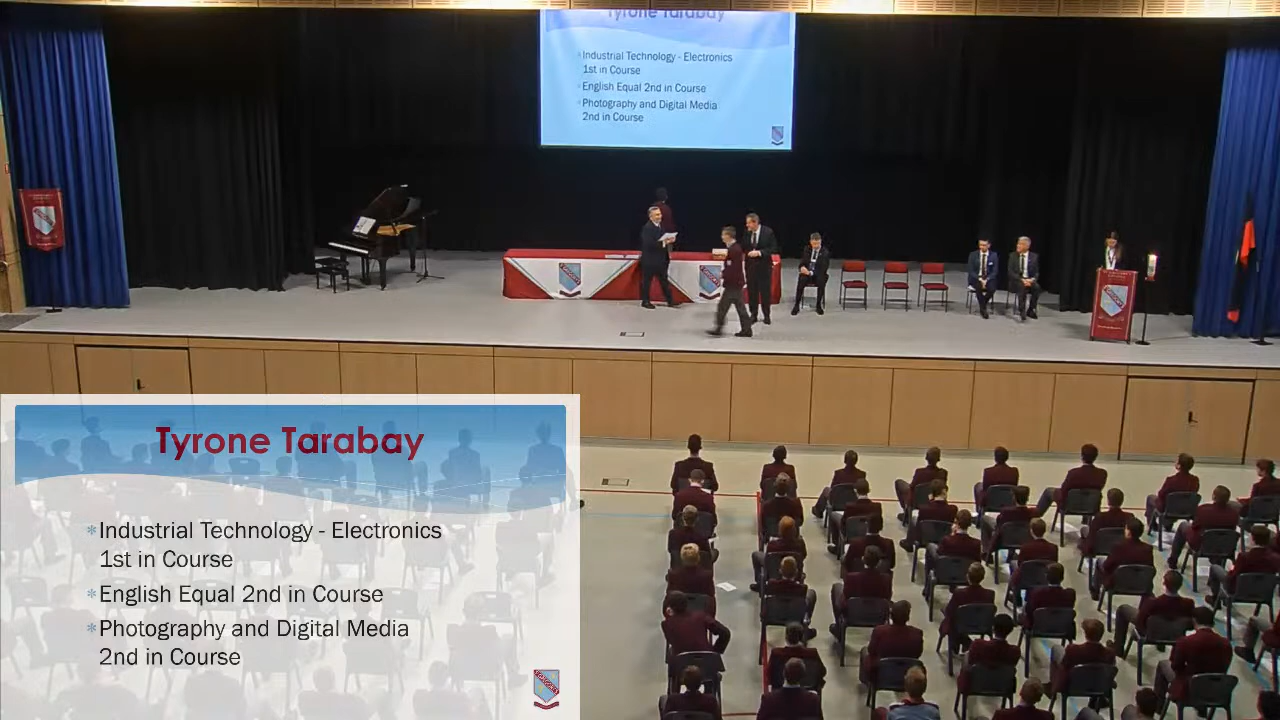 Tyrone Tarabay
Industrial Technology - Electronics
1st in Course
English Equal 2nd in Course
Photography and Digital Media
2nd in Course
Tyrone Tarabay
*Industrial Technology - Electronics
1st in Course
*English Equal 2nd in Course
*Photography and Digital Media
2nd in Course